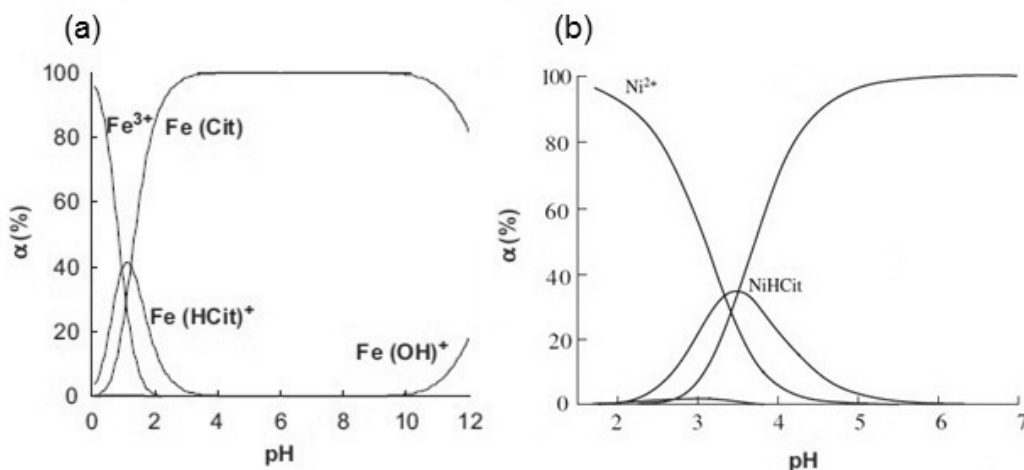 (a)
100
80
60
40
20
0
α (%)
Fe³⁺
Fe (Cit)
Fe (HCit)⁺
Fe (OH)⁺
0 2 4 6 8 10 12
pH
(b)
100
80
60
40
20
0
α (%)
Ni²⁺
NiHCit
2 3 4 5 6 7
pH